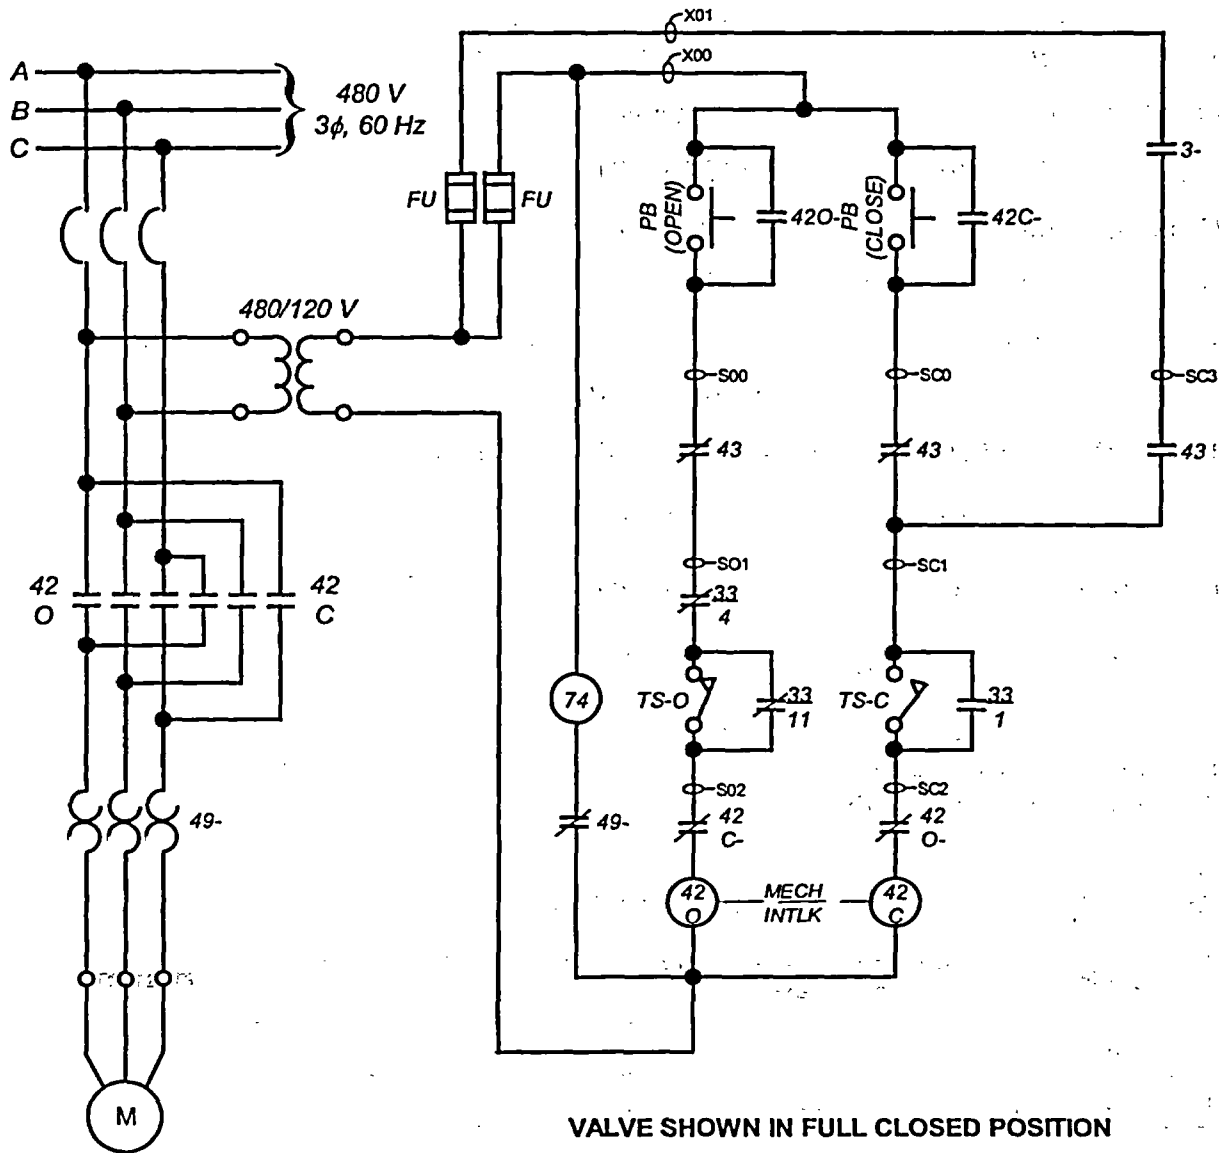 X01
X00
A
B
C
480 V
3ϕ, 60 Hz
3-
FU
FU
PB
(OPEN)
42O-
PB
(CLOSE)
42C-
480/120 V
S00
SC0
SC3
43
43
43
SO1
SC1
42
O
42
C
33
4
74
TS-O
33
11
TS-C
33
1
S02
SC2
49-
49-
42
C-
42
O-
42
O
MECH
INTLK
42
C
M
VALVE SHOWN IN FULL CLOSED POSITION